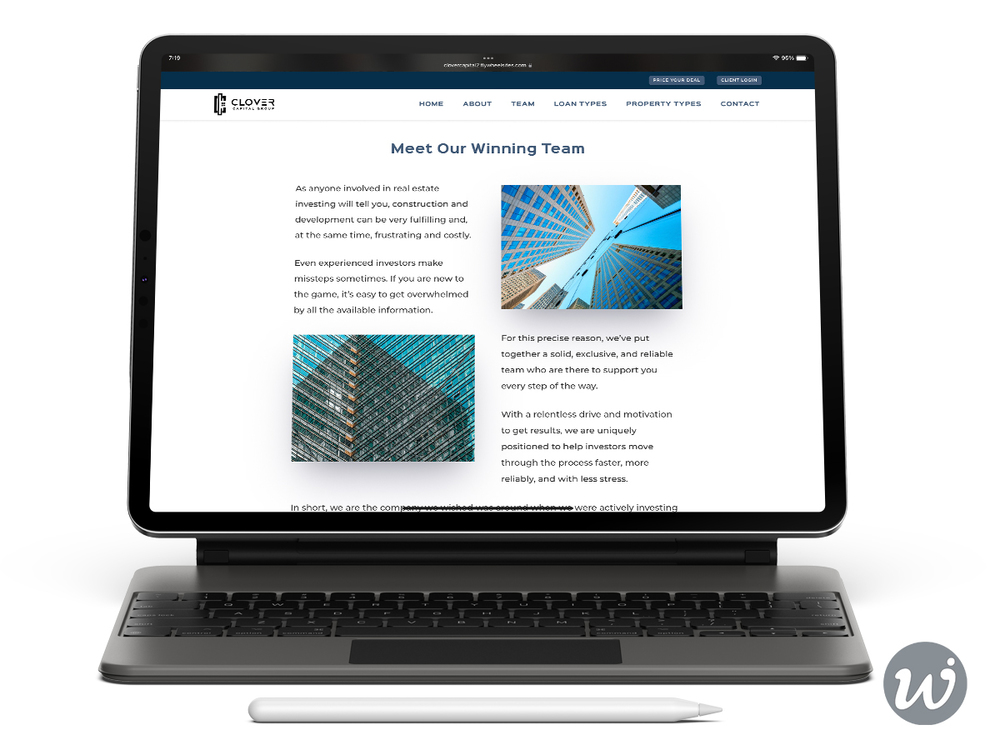 7:19
clovercapital7.flywheelsites.com
95%
PRICE YOUR DEAL
CLIENT LOGIN
CLOVER
CAPITAL GROUP
HOME
ABOUT
TEAM
LOAN TYPES
PROPERTY TYPES
CONTACT
Meet Our Winning Team
As anyone involved in real estate
investing will tell you, construction and
development can be very fulfilling and,
at the same time, frustrating and costly.
Even experienced investors make
missteps sometimes. If you are new to
the game, it's easy to get overwhelmed
by all the available information.
For this precise reason, we've put
together a solid, exclusive, and reliable
team who are there to support you
every step of the way.
With a relentless drive and motivation
to get results, we are uniquely
positioned to help investors move
through the process faster, more
reliably, and with less stress.
In short, we are the company we wished was around when we were actively investing
Q W E R T Y U I O P
A S D F G H J K L
Z X C V B N M
command
command
w